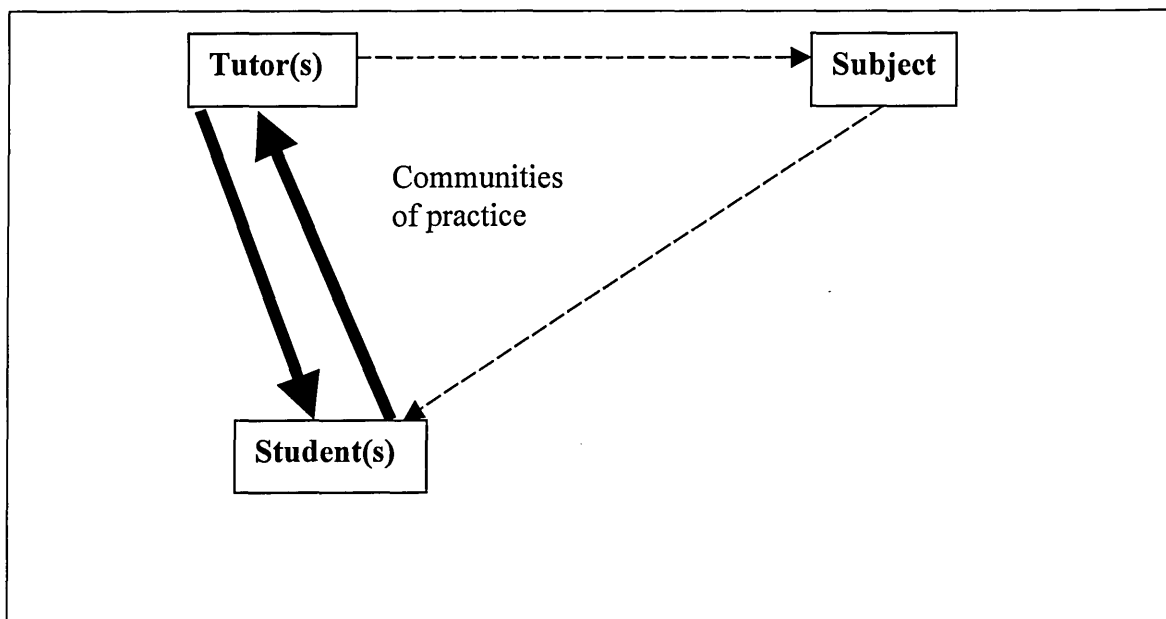 Tutor(s)
Subject
Communities
of practice
Student(s)